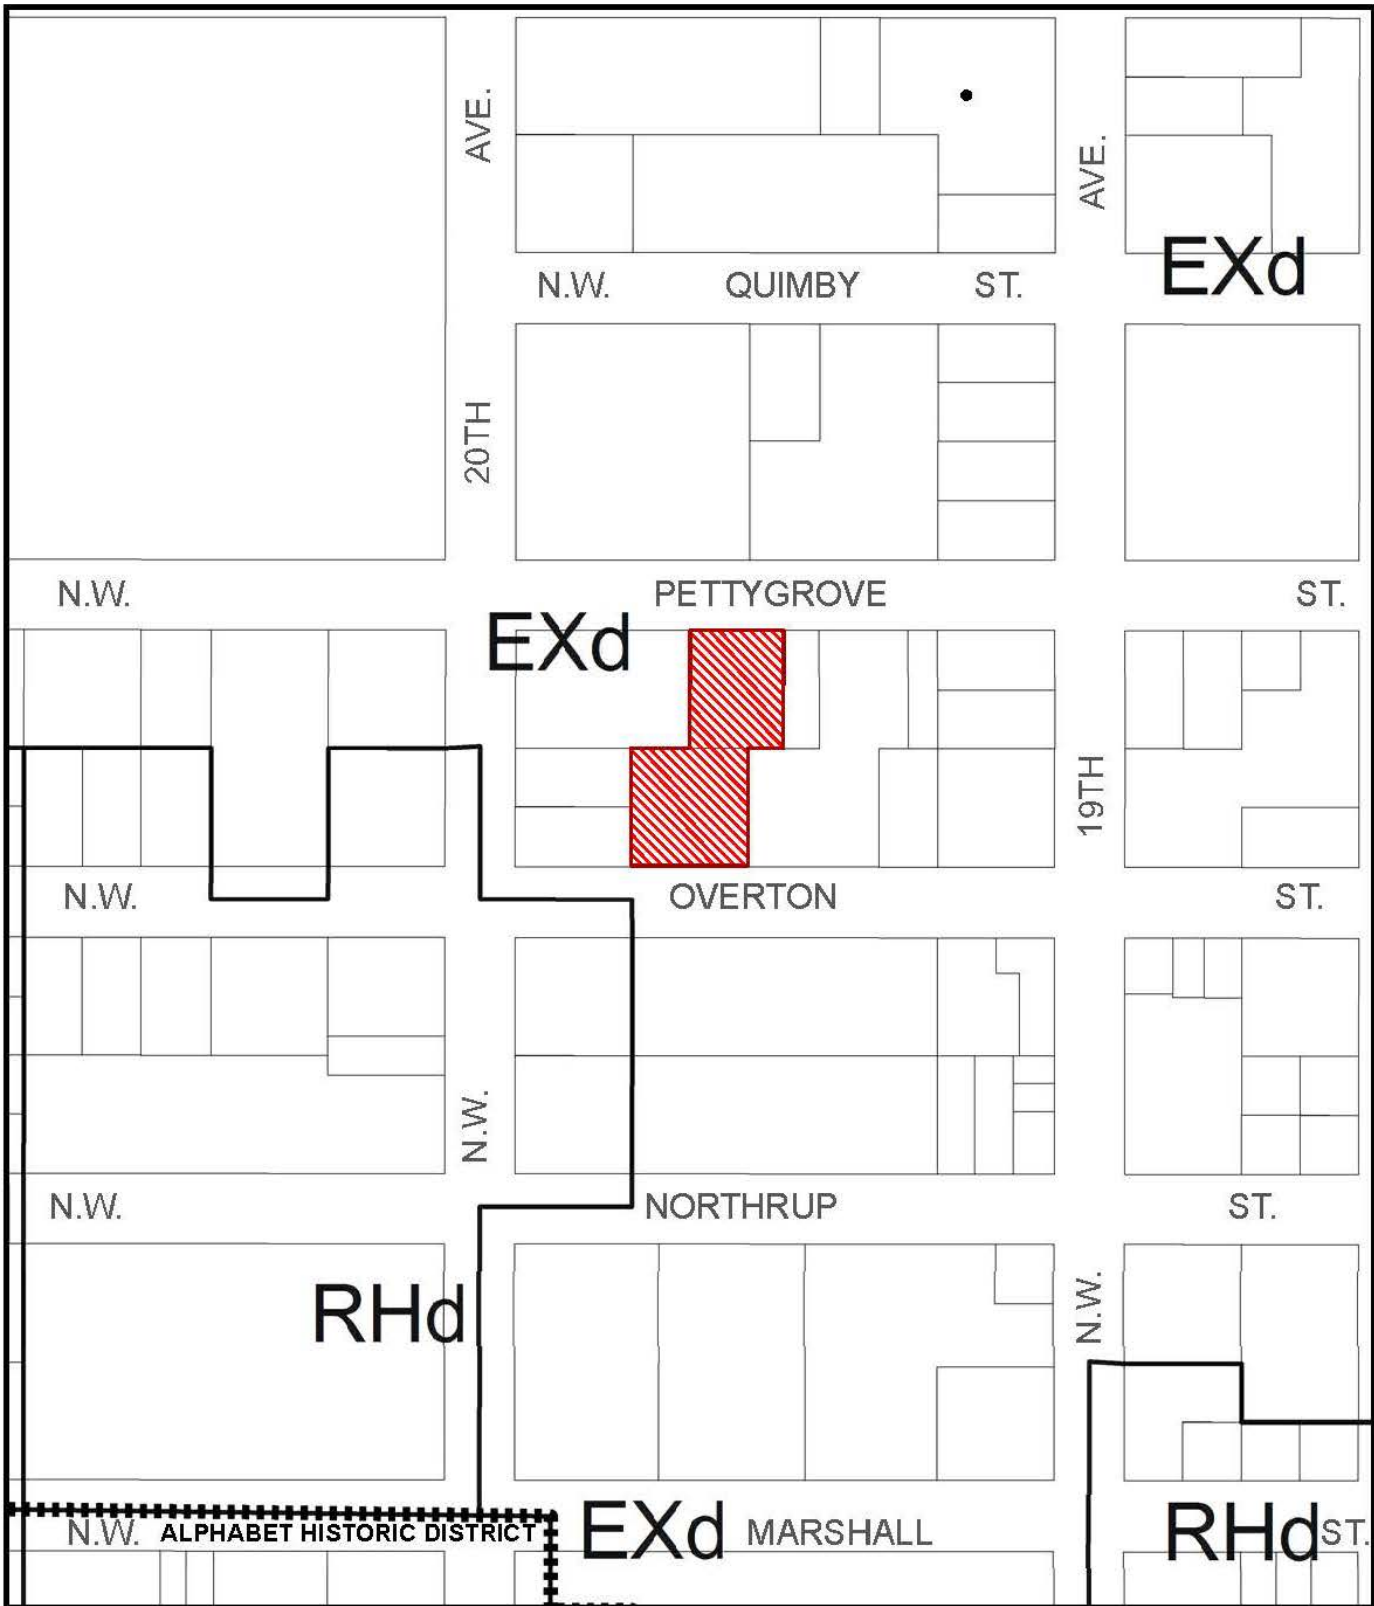 AVE.
AVE.
EXd
N.W. QUIMBY ST.
20TH
N.W. PETTYGROVE ST.
EXd
19TH
N.W. OVERTON ST.
N.W.
N.W. NORTHRUP ST.
RHd
N.W.
N.W. ALPHABET HISTORIC DISTRICT EXd MARSHALL RHd ST.